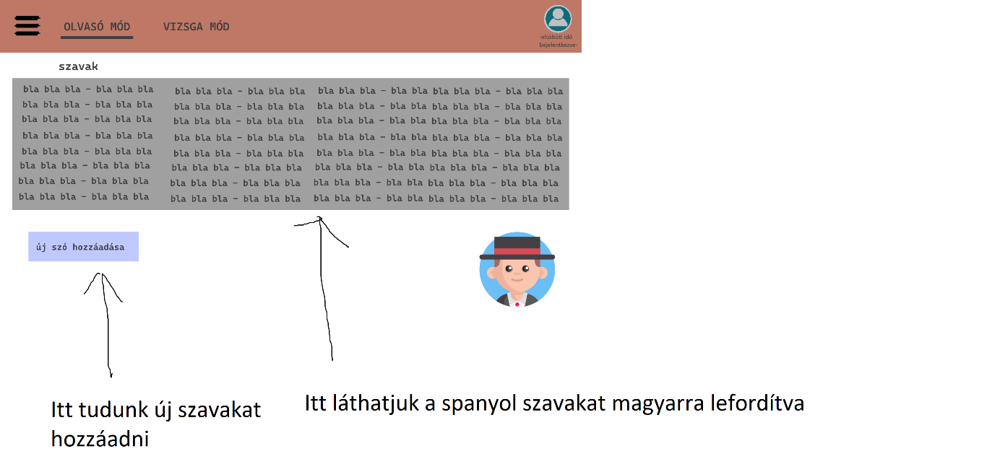 OLVASÓ MÓD VIZSGA MÓD
-eltöltött idő
bejelentkezve-
szavak
bla bla bla - bla bla bla bla bla bla - bla bla bla bla bla bla - bla bla bla bla bla - bla bla bla
bla bla bla - bla bla bla bla bla bla - bla bla bla bla bla bla - bla bla bla bla bla - bla bla bla
bla bla bla - bla bla bla bla bla bla - bla bla bla bla bla bla - bla bla bla bla bla - bla bla bla
bla bla bla - bla bla bla bla bla bla - bla bla bla bla bla bla - bla bla bla bla bla - bla bla bla
bla bla bla - bla bla bla bla bla bla - bla bla bla bla bla bla - bla bla bla bla bla - bla bla bla
bla bla bla - bla bla bla bla bla bla - bla bla bla bla bla bla - bla bla bla bla bla - bla bla bla
bla bla bla - bla bla bla bla bla bla - bla bla bla bla bla bla - bla bla bla bla bla - bla bla bla
bla bla bla - bla bla bla bla bla bla - bla bla bla bla bla bla - bla bla bla bla bla - bla bla bla
új szó hozzáadása
Itt tudunk új szavakat
hozzáadni
Itt láthatjuk a spanyol szavakat magyarra lefordítva